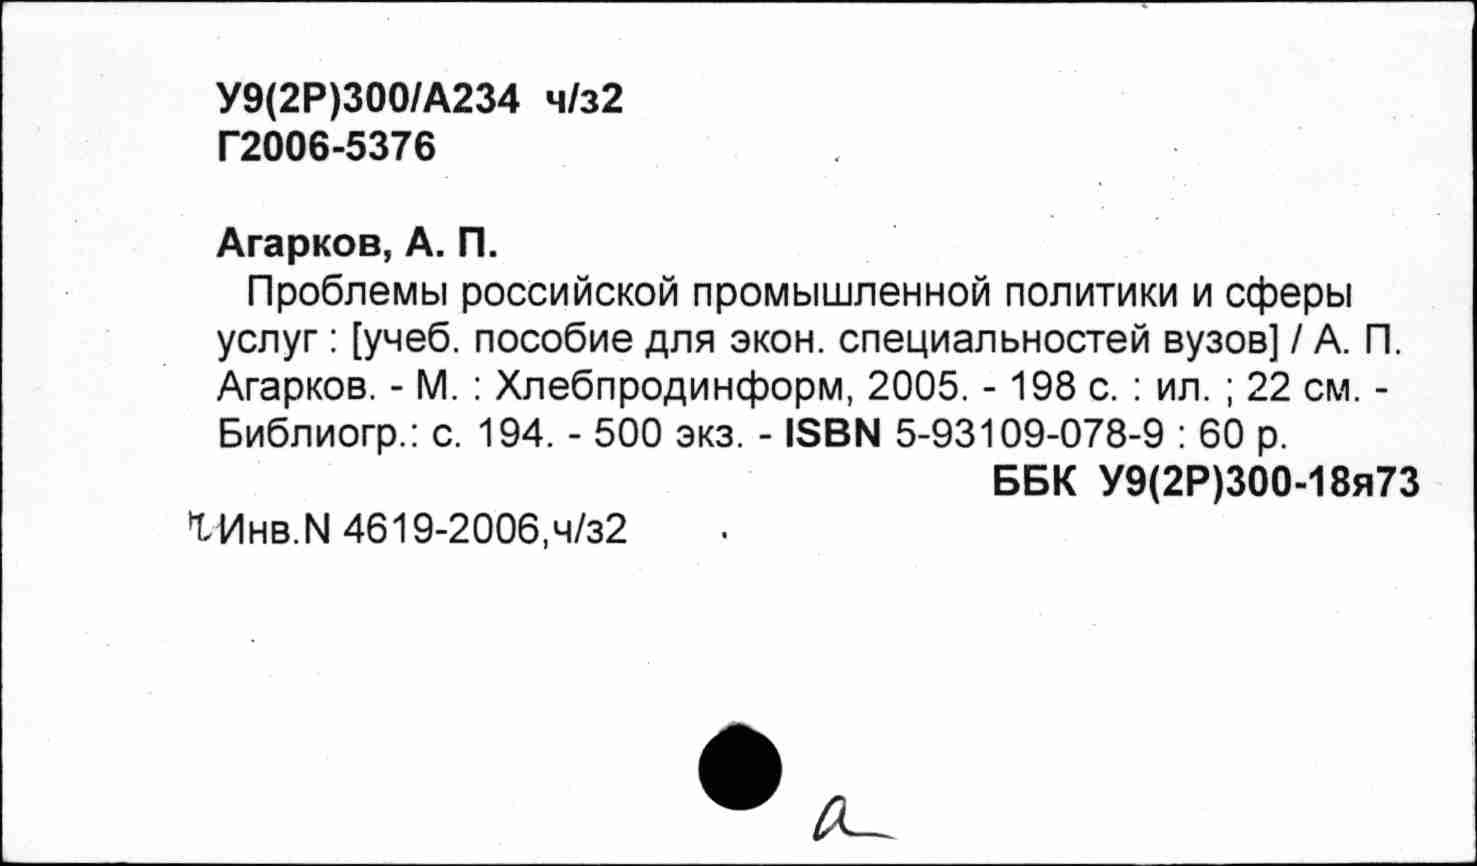 У9(2Р)300/А234 ч/з2
Г2006-5376
Агарков, А. П.
Проблемы российской промышленной политики и сферы
услуг : [учеб. пособие для экон. специальностей вузов] / А. П.
Агарков. - М. : Хлебпродинформ, 2005. - 198 с. : ил. ; 22 см. -
Библиогр.: с. 194. - 500 экз. - ISBN 5-93109-078-9 : 60 р.
ББК У9(2Р)300-18я73
Инв.N 4619-2006,ч/з2
а